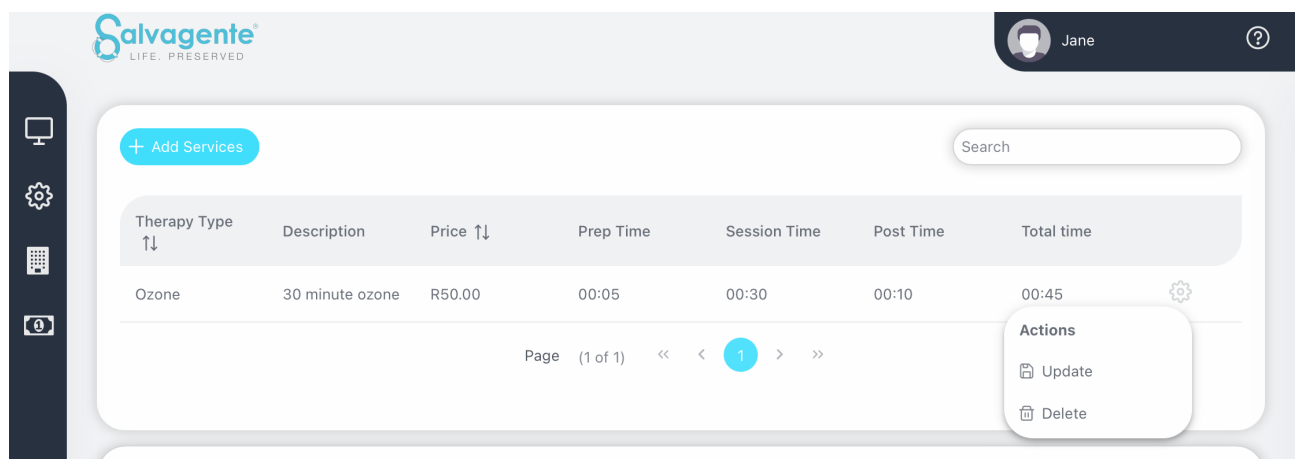 Salvagente®
LIFE. PRESERVED
Jane
+ Add Services
Search
Therapy Type Description Price Prep Time Session Time Post Time Total time
Ozone 30 minute ozone R50.00 00:05 00:30 00:10 00:45
Actions
Page (1 of 1) « < 1 > »
Update
Delete